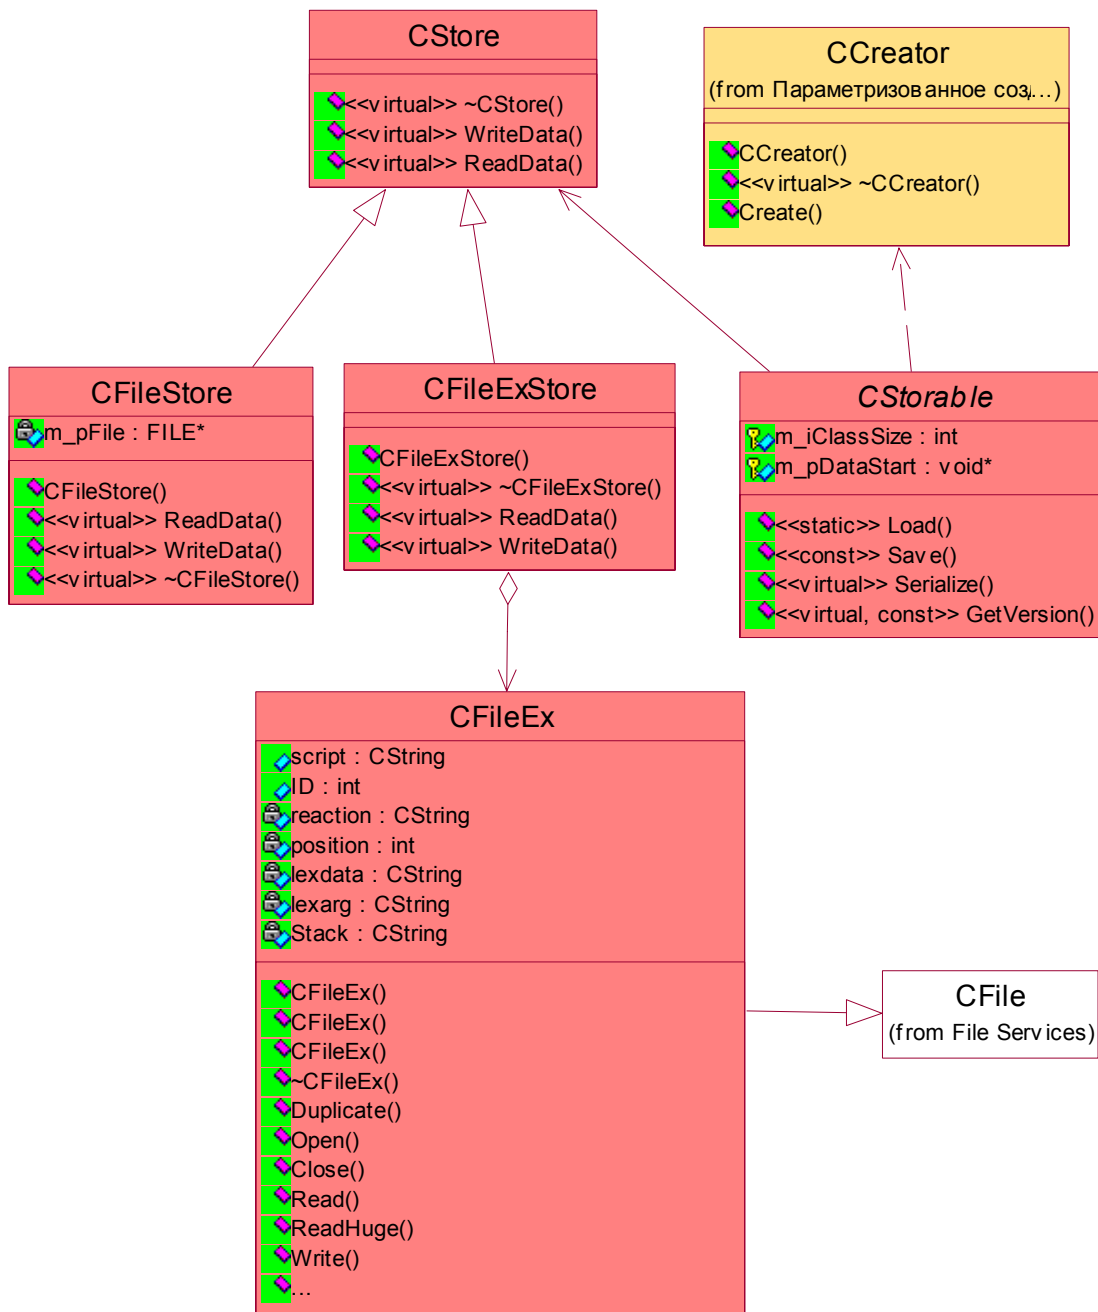 CStore
<<virtual>> ~CStore()
<<virtual>> WriteData()
<<virtual>> ReadData()
CCreator
(from Параметризованное созд...)
CCreator()
<<virtual>> ~CCreator()
Create()
CFileStore
m_pFile : FILE*
CFileStore()
<<virtual>> ReadData()
<<virtual>> WriteData()
<<virtual>> ~CFileStore()
CFileExStore
CFileExStore()
<<virtual>> ~CFileExStore()
<<virtual>> ReadData()
<<virtual>> WriteData()
CStorable
m_iClassSize : int
m_pDataStart : void*
<<static>> Load()
<<const>> Save()
<<virtual>> Serialize()
<<virtual, const>> GetVersion()
CFileEx
script : CString
ID : int
reaction : CString
position : int
lexdata : CString
lexarg : CString
Stack : CString
CFileEx()
CFileEx()
CFileEx()
~CFileEx()
Duplicate()
Open()
Close()
Read()
ReadHuge()
Write()
...
CFile
(from File Services)